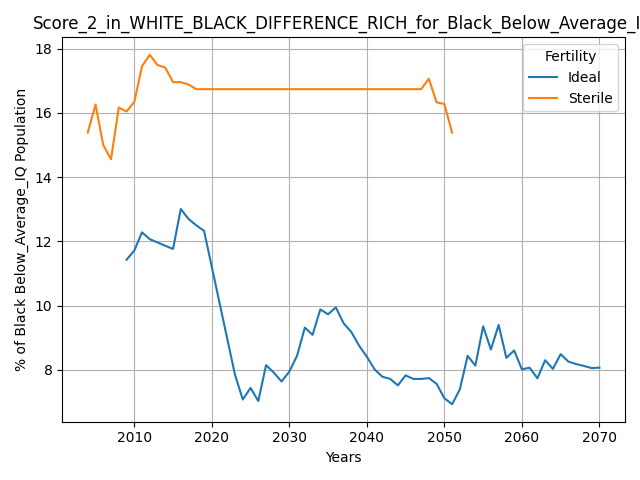 Score_2_in_WHITE_BLACK_DIFFERENCE_RICH_for_Black_Below_Average_I
18
16
14
12
10
8
% of Black Below_Average_IQ Population
Fertility
Ideal
Sterile
2010 2020 2030 2040 2050 2060 2070
Years